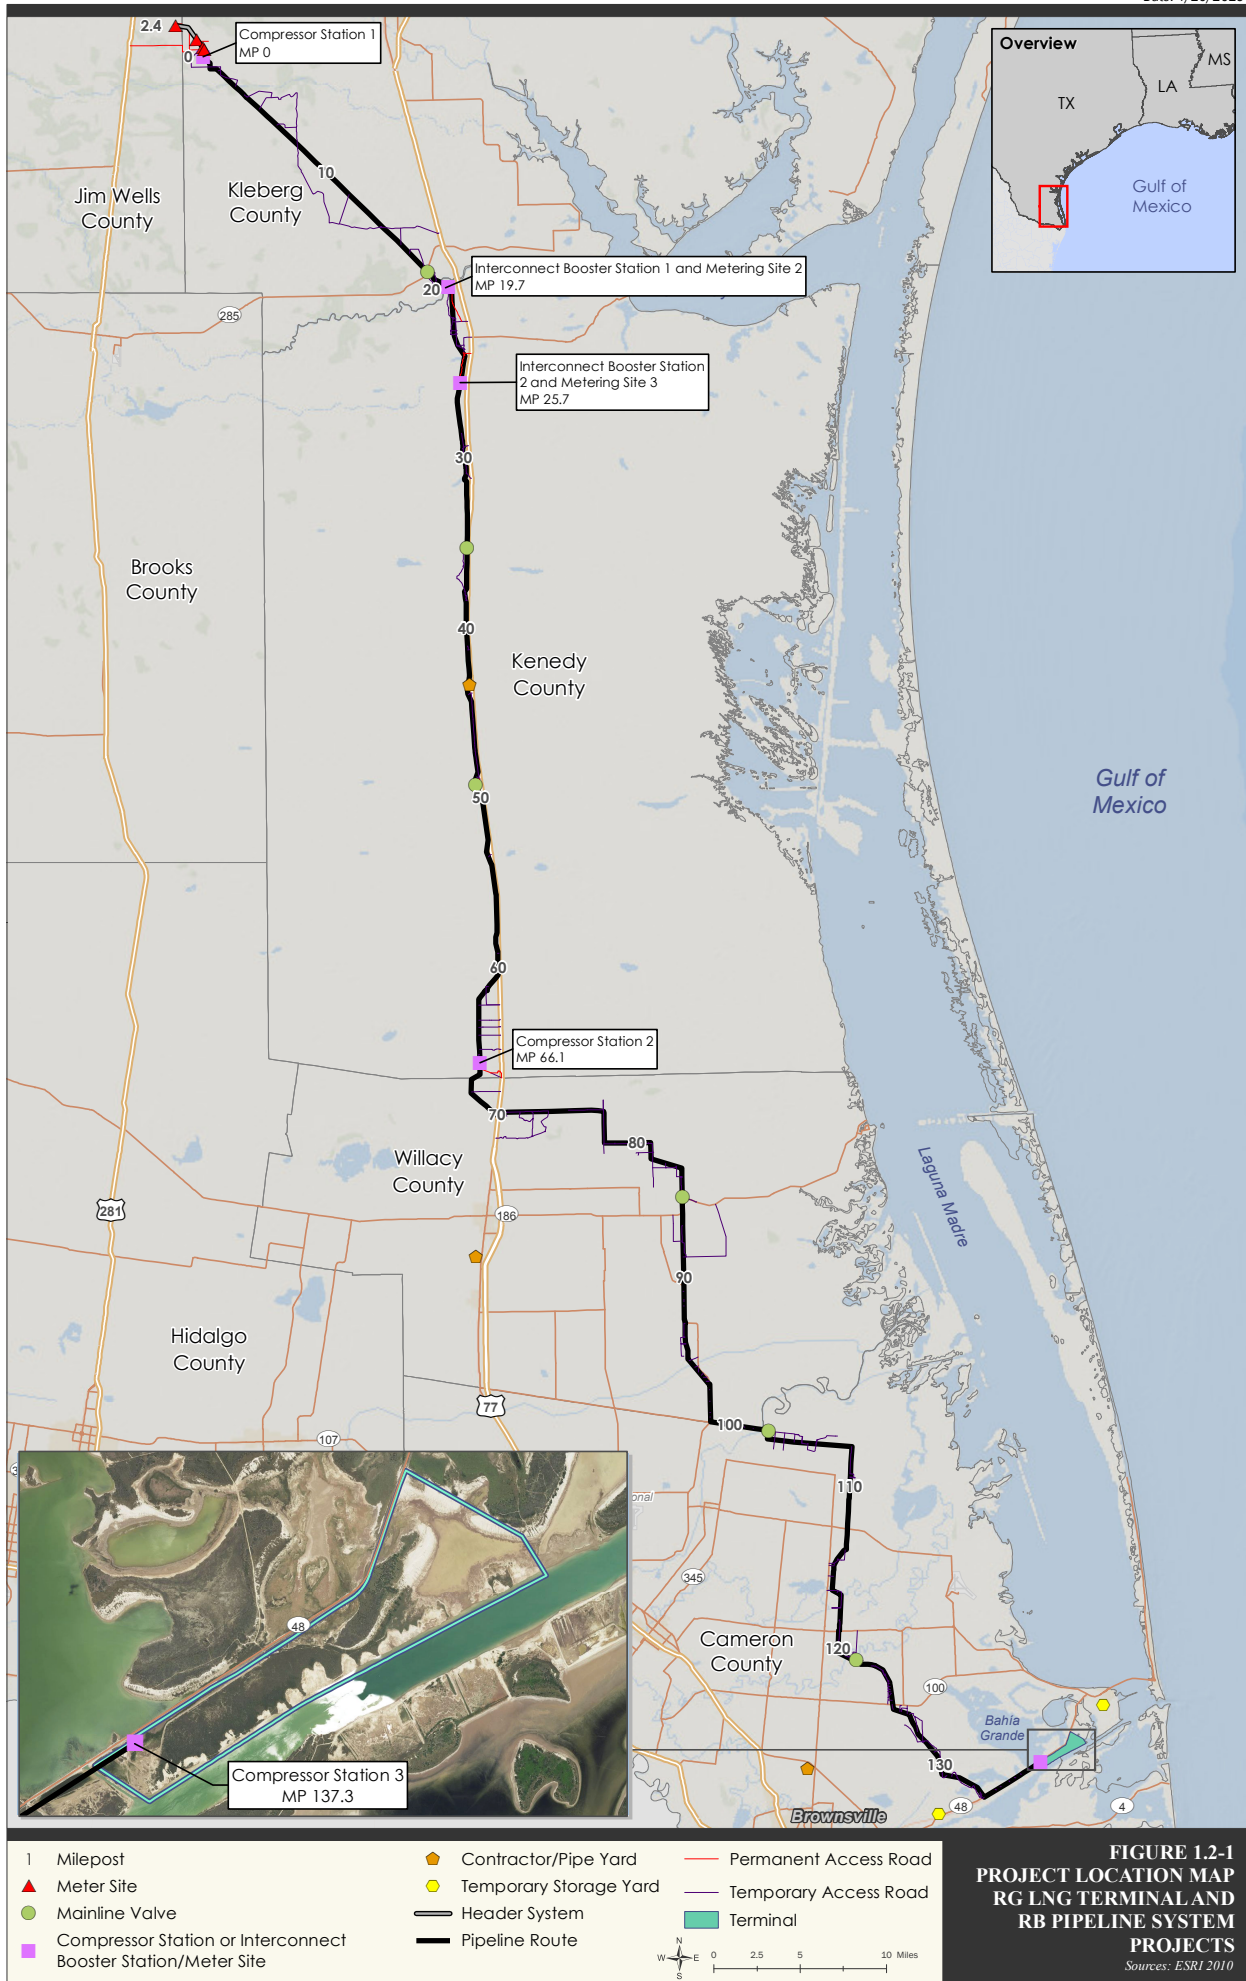 2.4
0
Compressor Station 1
MP 0
Overview
TX
LA
MS
Gulf of
Mexico
Jim Wells
County
Kleberg
County
10
Interconnect Booster Station 1 and Metering Site 2
MP 19.7
20
285
Interconnect Booster Station
2 and Metering Site 3
MP 25.7
30
Brooks
County
40
Kenedy
County
50
Gulf of
Mexico
60
Compressor Station 2
MP 66.1
70
80
Willacy
County
Laguna Madre
281
186
90
Hidalgo
County
77
100
107
110
onal
345
48
Cameron
County
120
100
Bahia
Grande
Compressor Station 3
MP 137.3
130
48
4
Brownsville
1 Milepost
Meter Site
Mainline Valve
Compressor Station or Interconnect
Booster Station/Meter Site
Contractor/Pipe Yard
Temporary Storage Yard
Header System
Pipeline Route
Permanent Access Road
Temporary Access Road
Terminal
N
W E
S
0 2.5 5 10 Miles
FIGURE 1.2-1
PROJECT LOCATION MAP
RG LNG TERMINAL AND
RB PIPELINE SYSTEM
PROJECTS
Sources: ESRI 2010